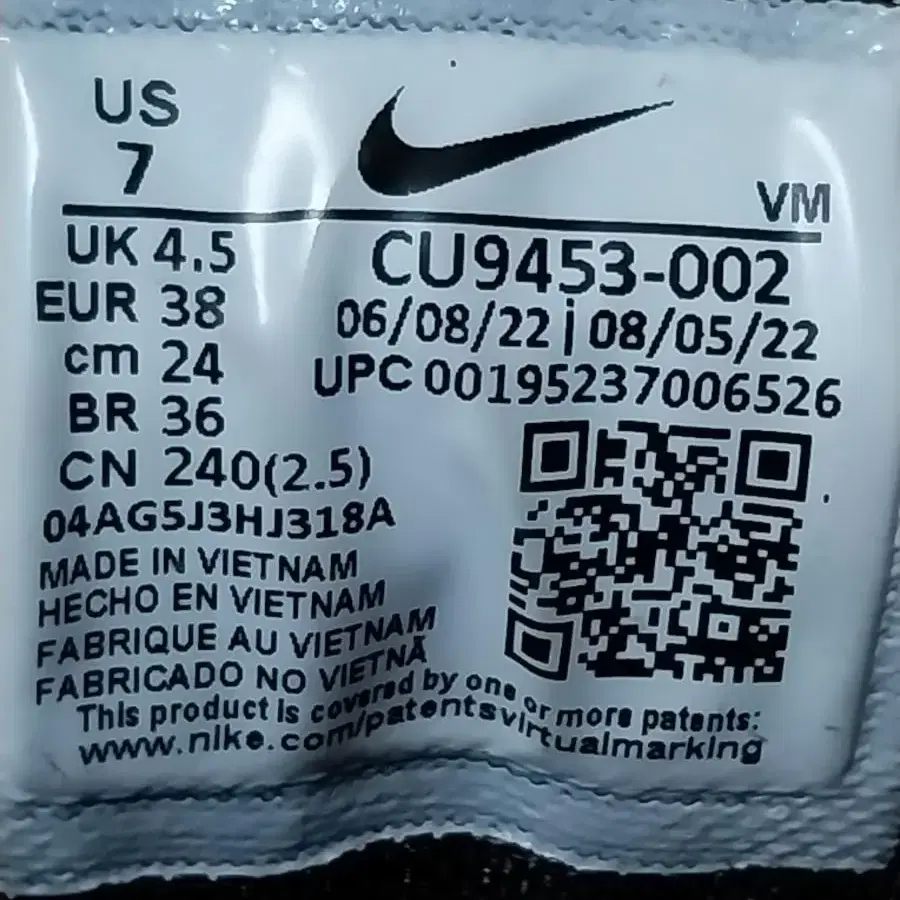 US
7
VM
UK 4.5
EUR 38
cm 24
BR 36
CN 240(2.5)
CU9453-002
06/08/22 | 08/05/22
UPC 00195237006526
04AG5J3HJ318A
MADE IN VIETNAM
HECHO EN VIETNAM
FABRIQUE AU VIETNAM
FABRICADO NO VIETNÃ
This product is covered by one or more patents:
www.nike.com/patentsvirtualmarking